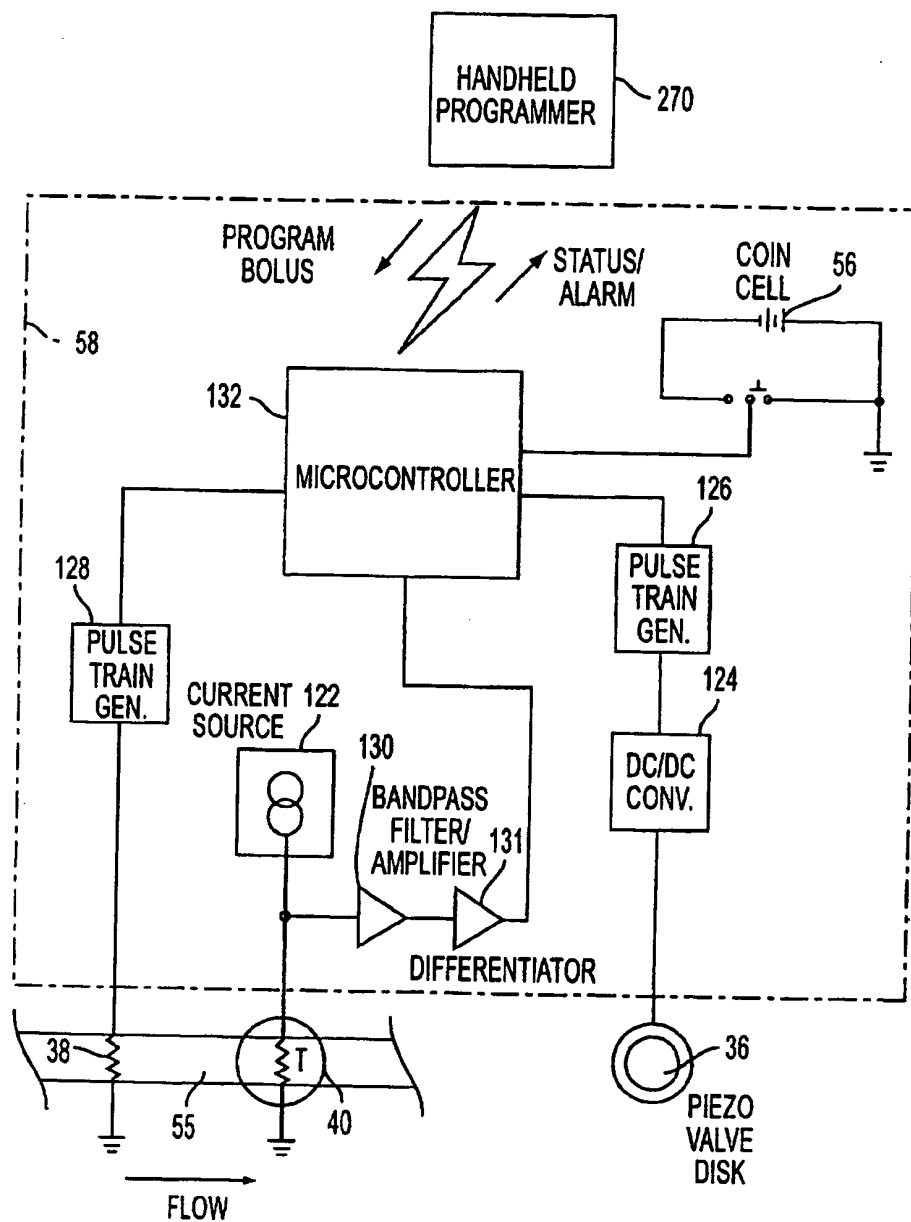 HANDHELD
PROGRAMMER
270
PROGRAM
BOLUS
STATUS/
ALARM
COIN
CELL
56
58
132
MICROCONTROLLER
126
PULSE
TRAIN
GEN.
128
PULSE
TRAIN
GEN.
CURRENT
SOURCE
122
124
DC/DC
CONV.
130
BANDPASS
FILTER/
AMPLIFIER
131
DIFFERENTIATOR
38
T
55
40
36
PIEZO
VALVE
DISK
FLOW